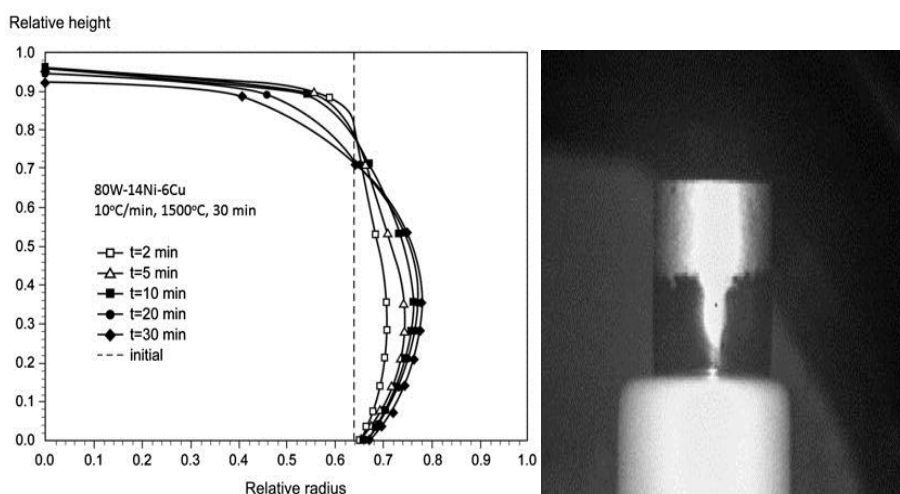 Relative height
1.0
0.9
0.8
0.7
0.6
0.5
0.4
0.3
0.2
0.1
0.0
80W-14Ni-6Cu
10°C/min, 1500°C, 30 min
t=2 min
t=5 min
t=10 min
t=20 min
t=30 min
initial
0.0 0.1 0.2 0.3 0.4 0.5 0.6 0.7 0.8 0.9 1.0
Relative radius